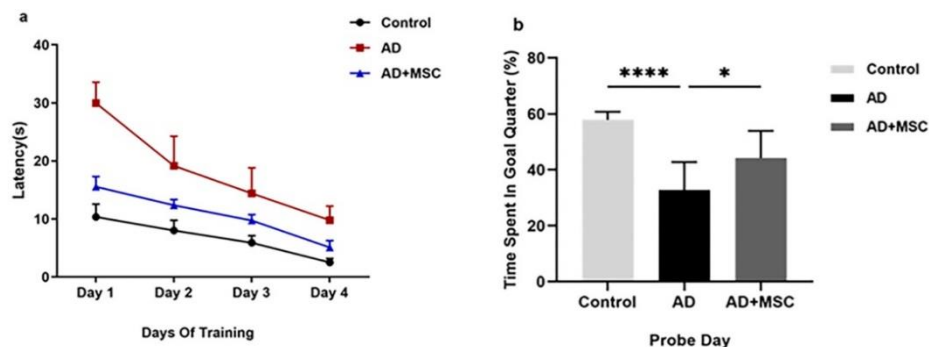 a
Control
AD
AD+MSC
40
30
20
10
0
Latency(s)
Day 1 Day 2 Day 3 Day 4
Days Of Training
b
80
60
40
20
0
Time Spent In Goal Quarter (%)
**** *
Control
AD
AD+MSC
Control AD AD+MSC
Probe Day